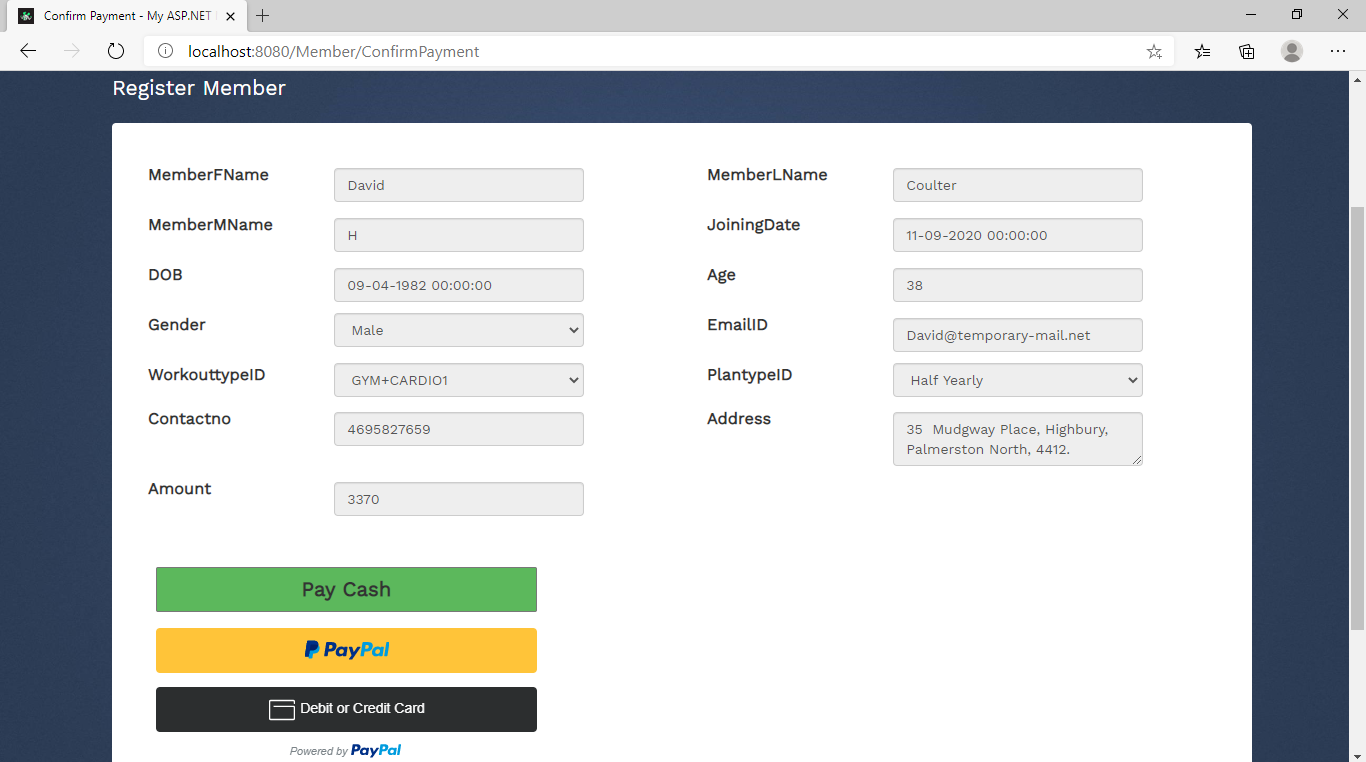 Confirm Payment - My ASP.NET
localhost:8080/Member/ConfirmPayment
Register Member
MemberFName David MemberLName Coulter
MemberMName H JoiningDate 11-09-2020 00:00:00
DOB 09-04-1982 00:00:00 Age 38
Gender Male EmailID David@temporary-mail.net
WorkouttypeID GYM+CARDIO1 PlantypeID Half Yearly
Contactno 4695827659 Address 35 Mudgway Place, Highbury,
Palmerston North, 4412.
Amount 3370
Pay Cash
PayPal
Debit or Credit Card
Powered by PayPal